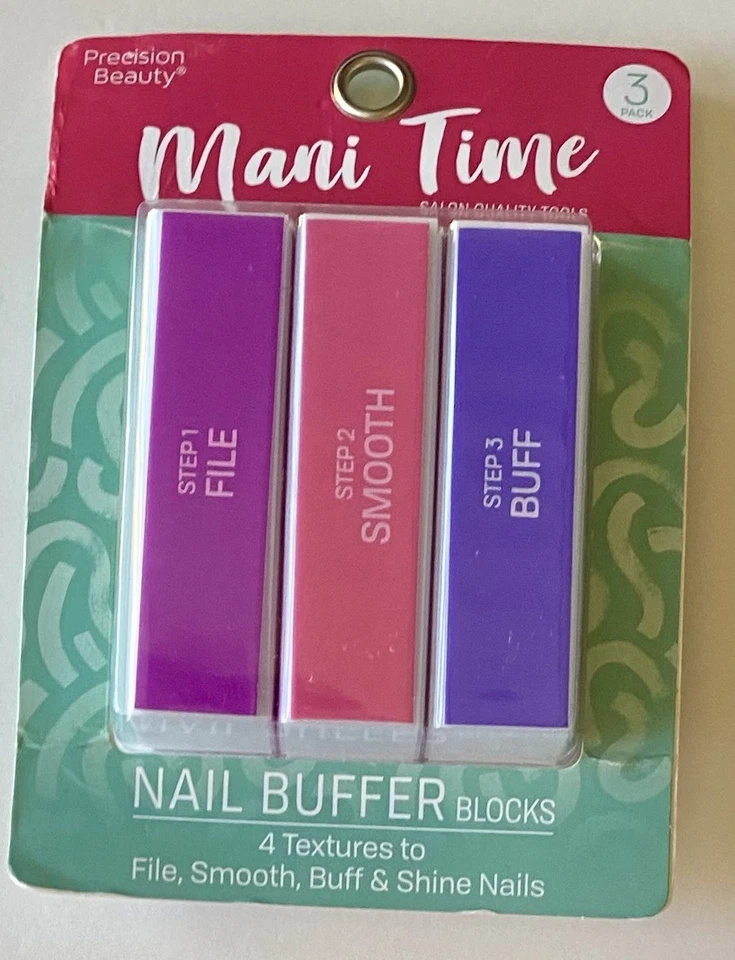 Precision
Beauty®
3
PACK
Mani Time
SALON QUALITY TOOLS
STEP 1
FILE
STEP 2
SMOOTH
STEP 3
BUFF
NAIL BUFFER BLOCKS
4 Textures to
File, Smooth, Buff & Shine Nails